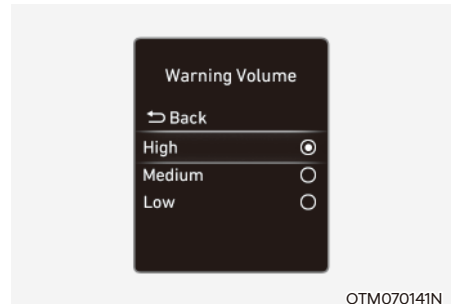 Warning Volume
Back
High
Medium
Low
OTM070141N